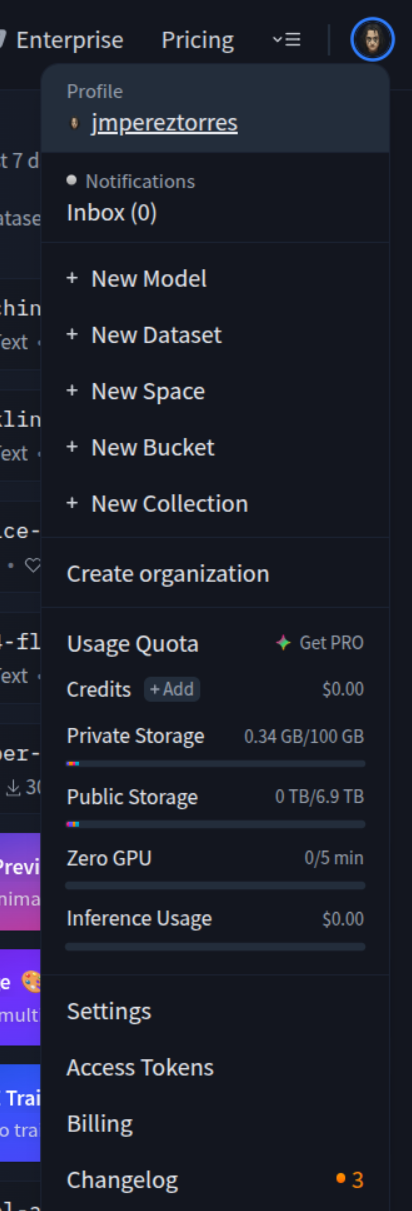 Enterprise Pricing
Profile
jmpereztorres
Notifications
Inbox (0)
+ New Model
+ New Dataset
+ New Space
+ New Bucket
+ New Collection
Create organization
Usage Quota Get PRO
Credits + Add $0.00
Private Storage 0.34 GB/100 GB
Public Storage 0 TB/6.9 TB
Zero GPU 0/5 min
Inference Usage $0.00
Settings
Access Tokens
Billing
Changelog 3